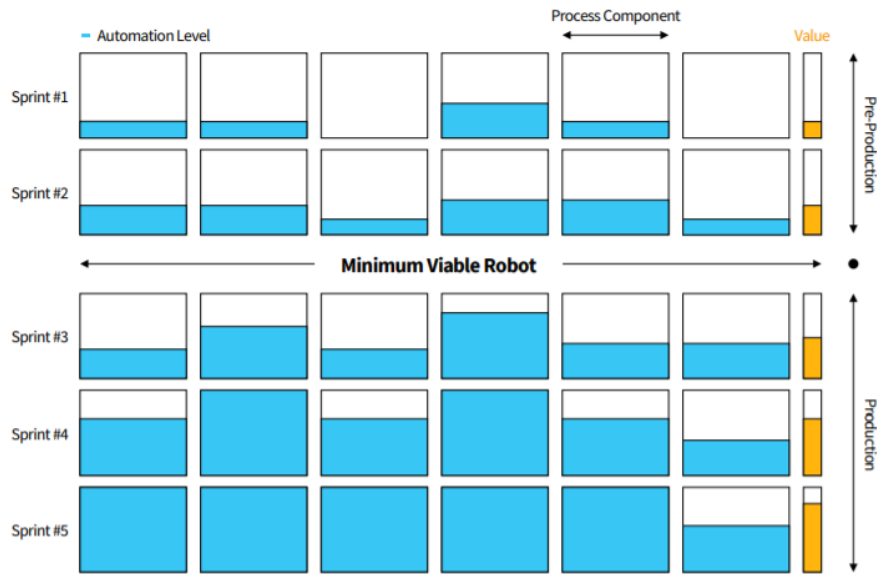 Process Component
Automation Level
Value
Sprint #1
Pre-Production
Sprint #2
Minimum Viable Robot
Sprint #3
Sprint #4
Production
Sprint #5